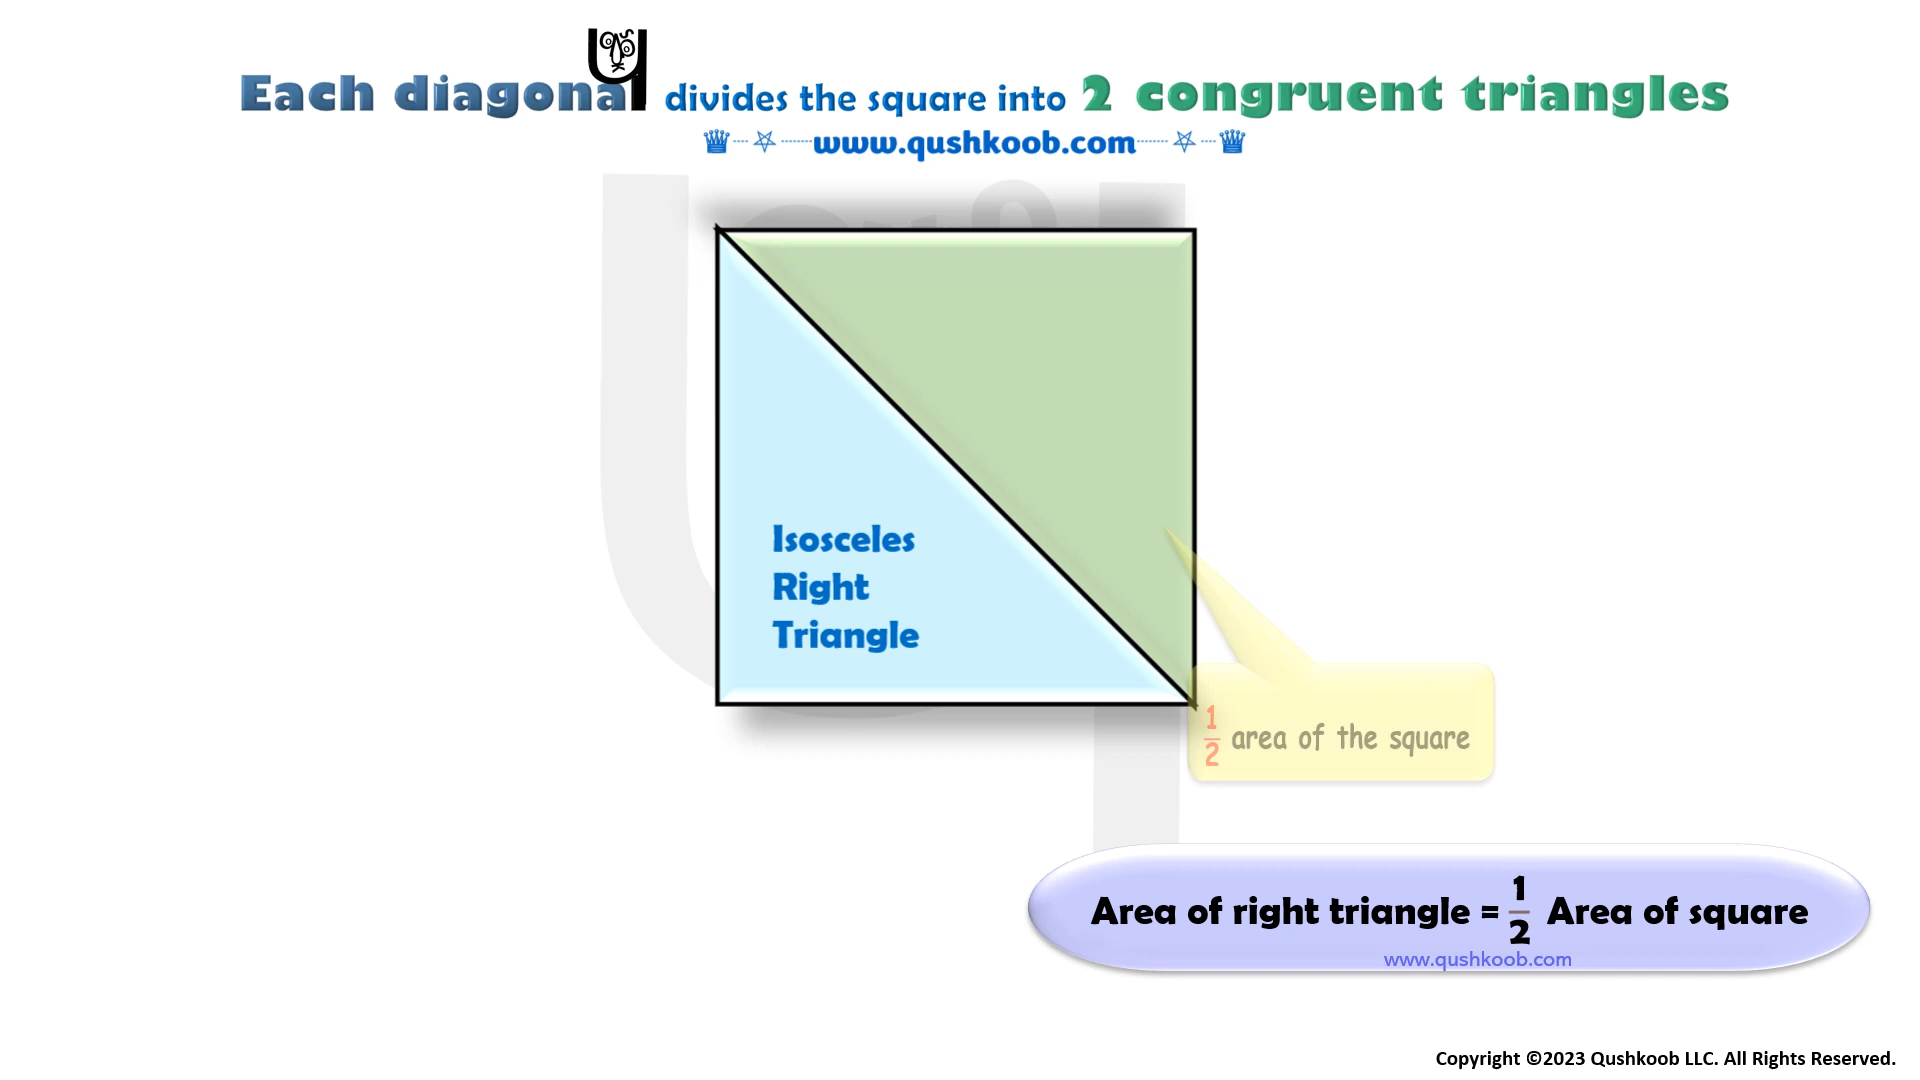 Each diagonal divides the square into 2 congruent triangles
www.qushkoob.com
Isosceles
Right
Triangle
1/2 area of the square
Area of right triangle = 1/2 Area of square
www.qushkoob.com
Copyright ©2023 Qushkoob LLC. All Rights Reserved.